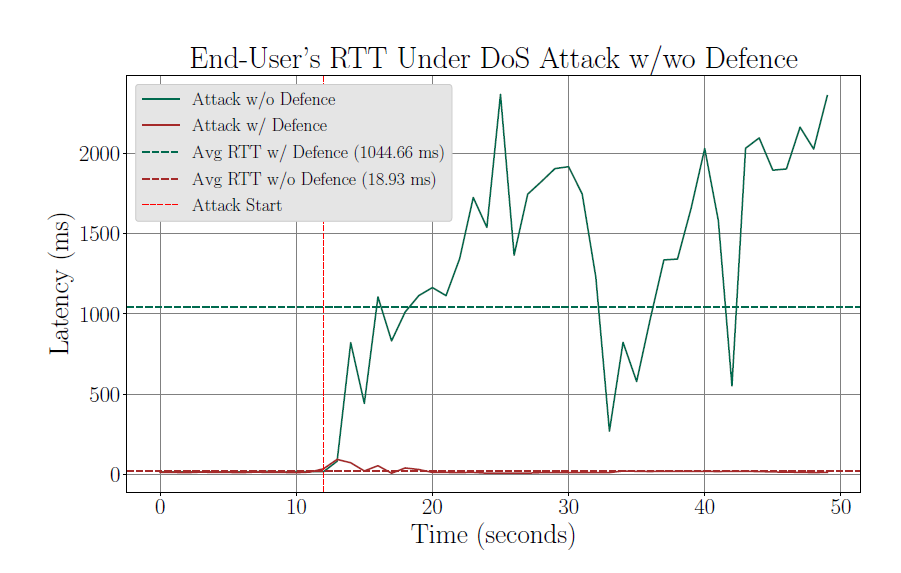 End-User's RTT Under DoS Attack w/wo Defence
Attack w/o Defence
Attack w/ Defence
Avg RTT w/ Defence (1044.66 ms)
Avg RTT w/o Defence (18.93 ms)
Attack Start
Latency (ms)
2000
1500
1000
500
0
0 10 20 30 40 50
Time (seconds)